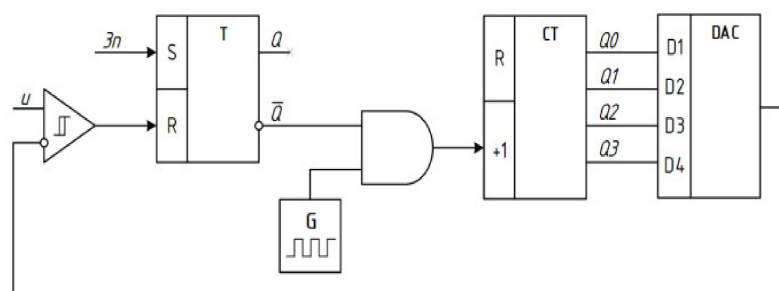 Зп
S
T
Q
u
R
Q̅
G
R
CT
+1
Q0
Q1
Q2
Q3
D1
DAC
D2
D3
D4